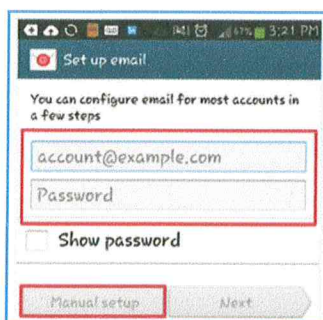 67% 3:21 PM
Set up email
You can configure email for most accounts in
a few steps
account@example.com
Password
Show password
Manual setup
Next